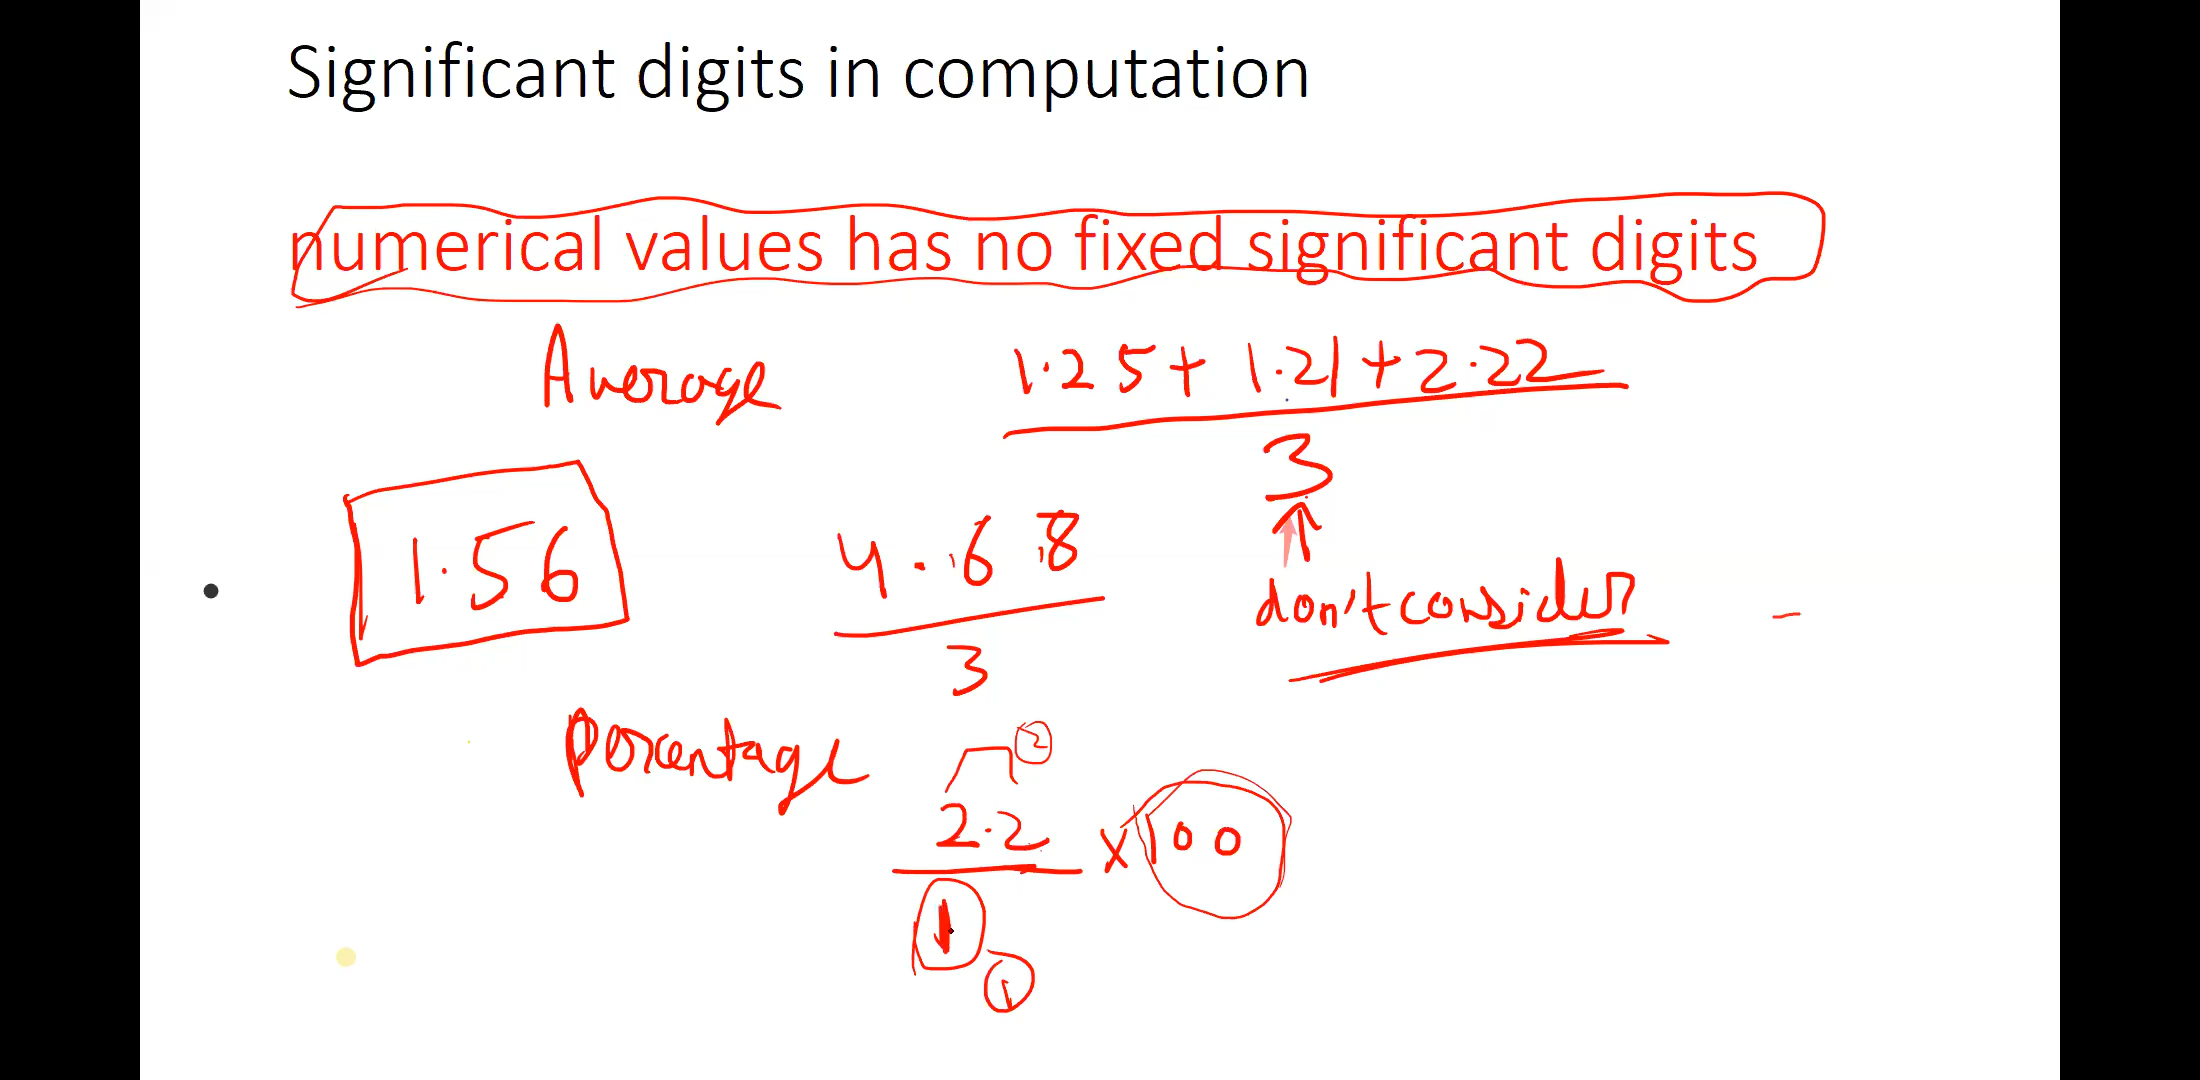 Significant digits in computation
numerical values has no fixed significant digits
Average
1.25 + 1.21 + 2.22
3
1.56
4.68
3
don't consider
Percentage
2
2.2 × 100
1
1